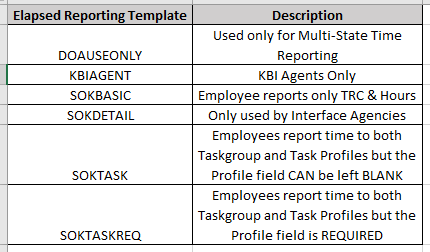 Elapsed Reporting Template Description
Used only for Multi-State Time
DOAUSEONLY Reporting
KBIAGENT KBI Agents Only
SOKBASIC Employee reports only TRC & Hours
SOKDETAIL Only used by Interface Agencies
Employees report time to both
Taskgroup and Task Profiles but the
SOKTASK Profile field CAN be left BLANK
Employees report time to both
Taskgroup and Task Profiles but the
SOKTASKREQ Profile field is REQUIRED